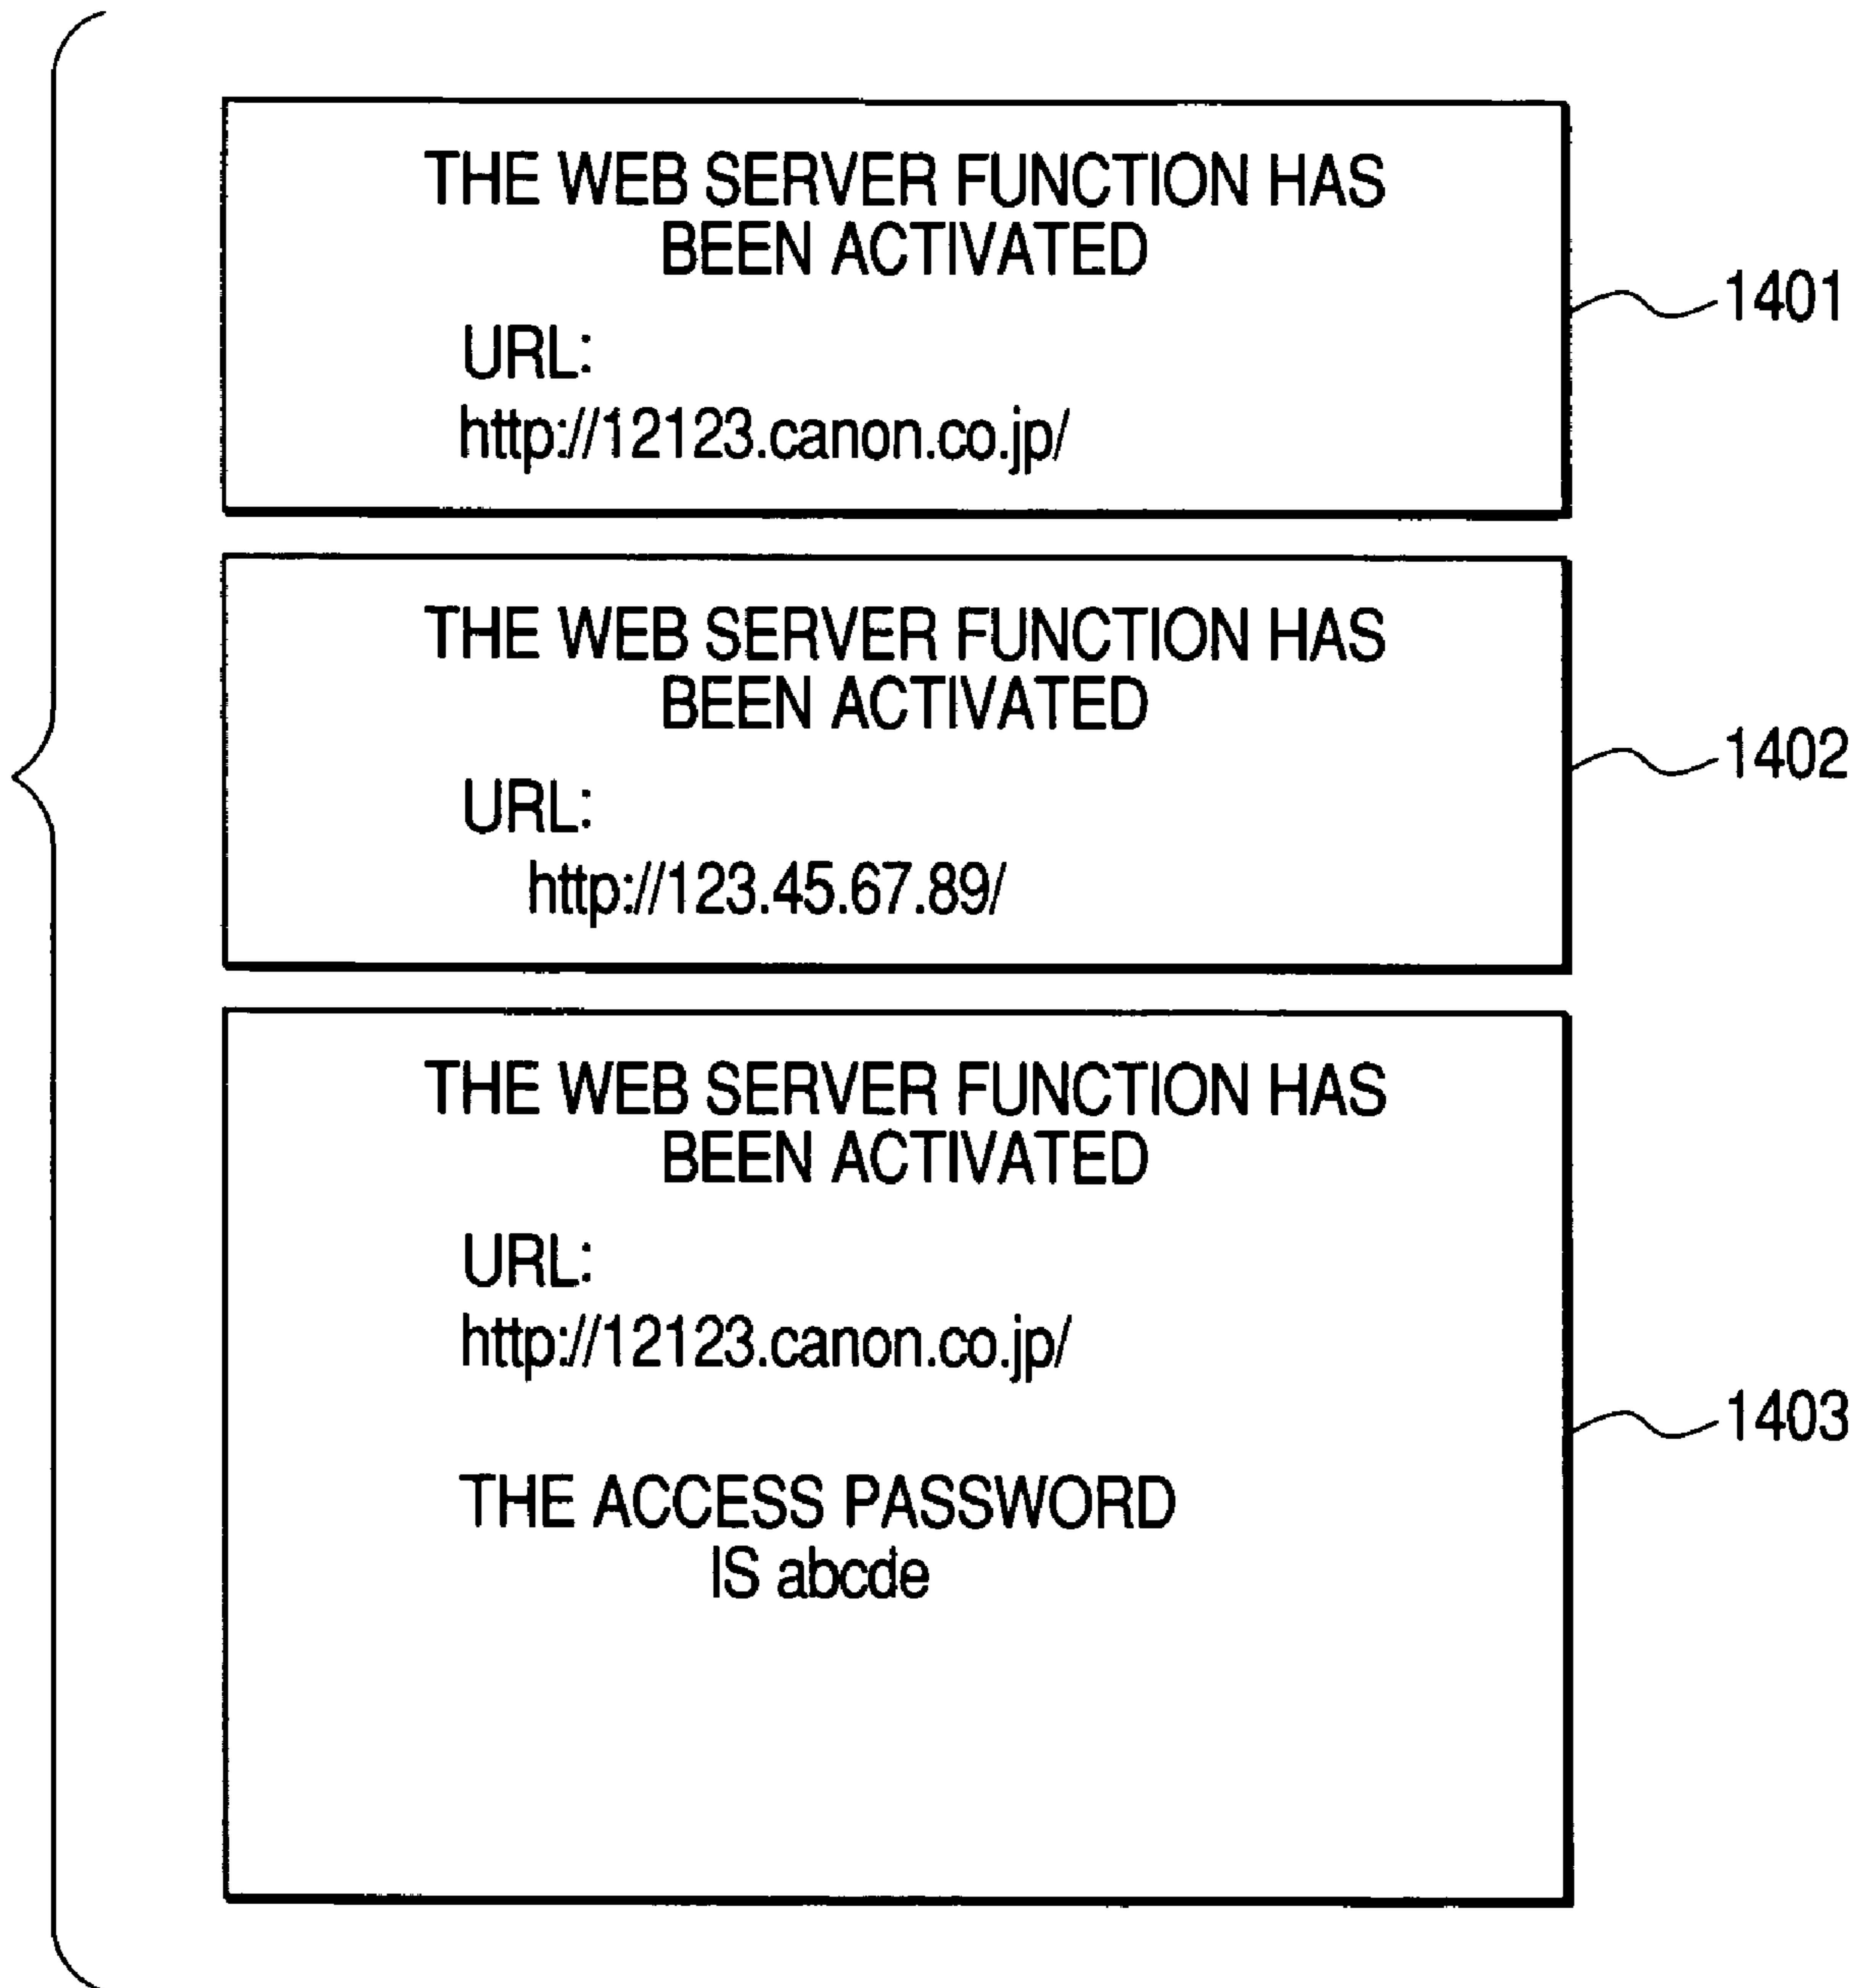 THE WEB SERVER FUNCTION HAS
BEEN ACTIVATED
URL:
http://12123.canon.co.jp/
1401
THE WEB SERVER FUNCTION HAS
BEEN ACTIVATED
URL:
http://123.45.67.89/
1402
THE WEB SERVER FUNCTION HAS
BEEN ACTIVATED
URL:
http://12123.canon.co.jp/
1403
THE ACCESS PASSWORD
IS abcde